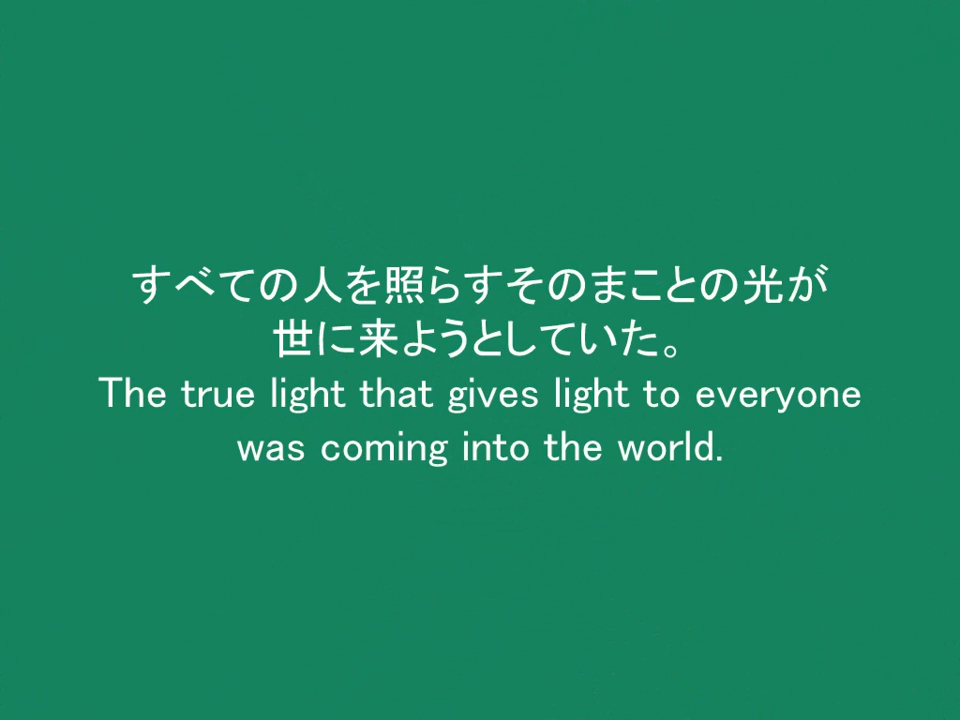 すべての人を照らすそのまことの光が
世に来ようとしていた。
The true light that gives light to everyone
was coming into the world.